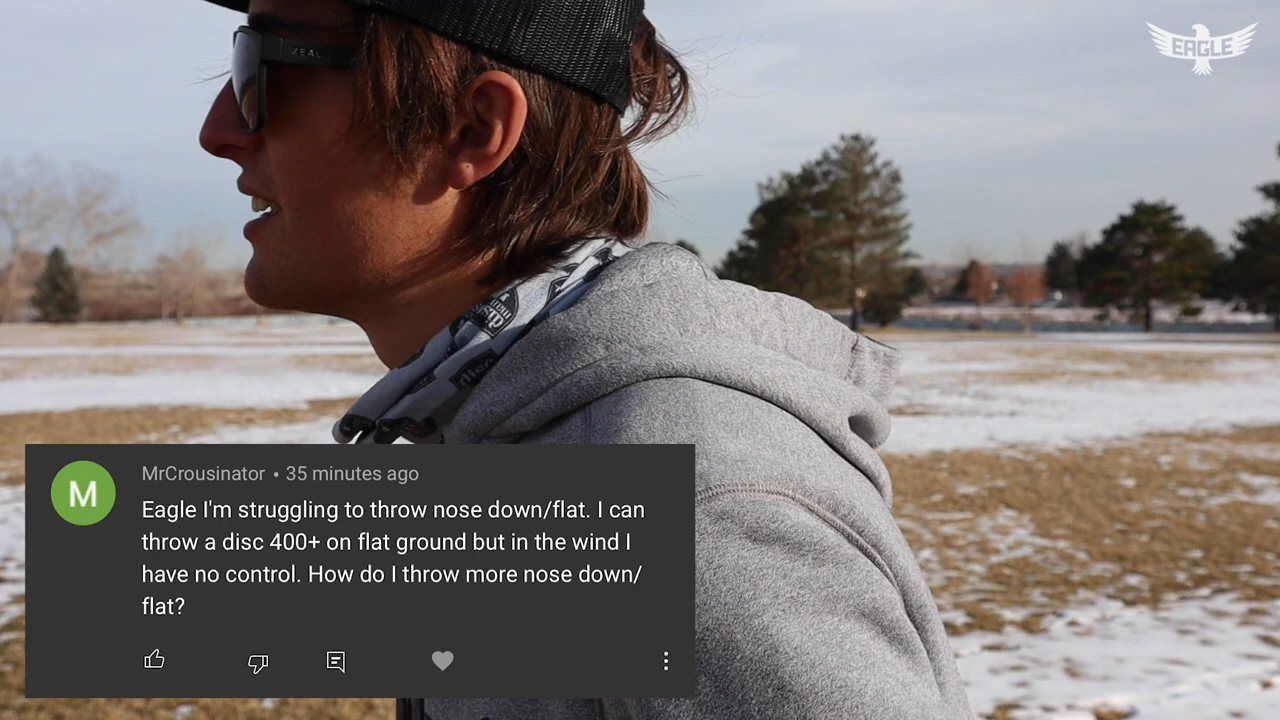 ZEAL
EAGLE
MrCrousinator • 35 minutes ago
M
Eagle I'm struggling to throw nose down/flat. I can
throw a disc 400+ on flat ground but in the wind I
have no control. How do I throw more nose down/
flat?